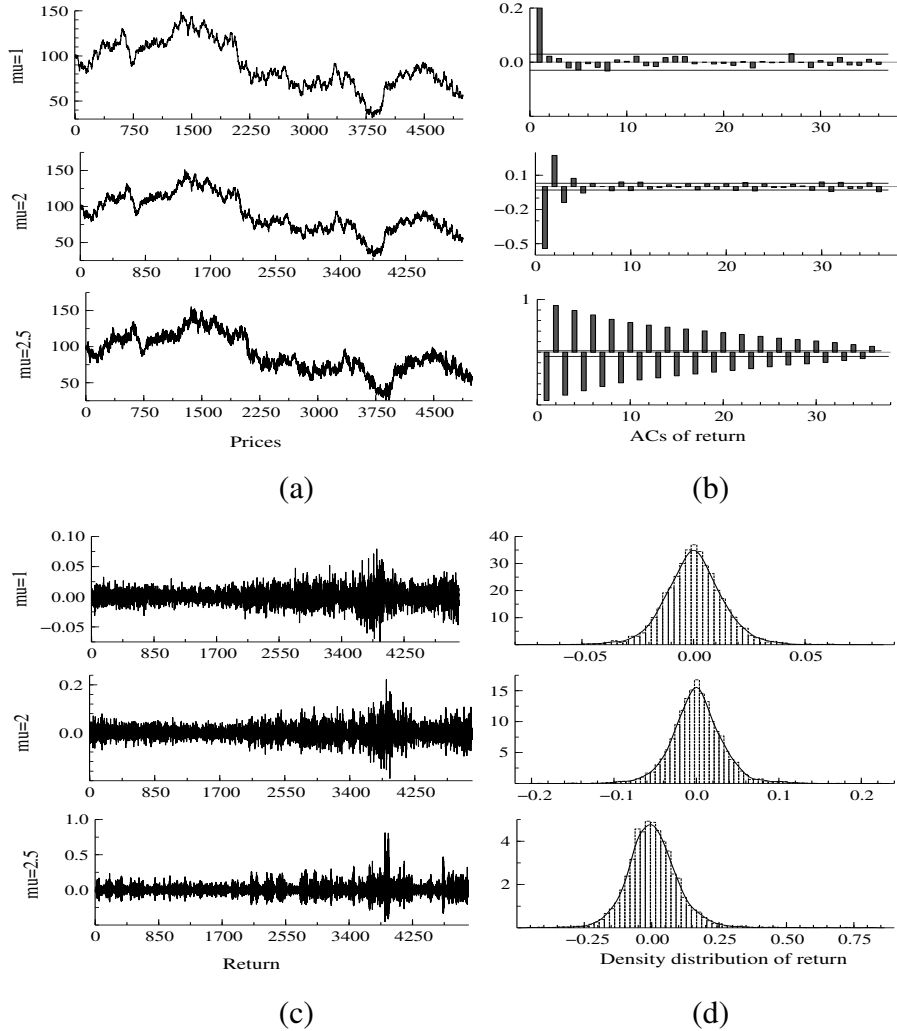 mu=1
150
100
50
0 750 1500 2250 3000 3750 4500
mu=2
150
100
50
0 850 1700 2550 3400 4250
mu=2.5
150
100
50
0 750 1500 2250 3000 3750 4500
Prices
(a)
0.2
0.0
0 10 20 30
0.1
−0.2
−0.5
0 10 20 30
1
0 10 20 30
ACs of return
(b)
mu=1
0.10
0.05
0.00
−0.05
0 850 1700 2550 3400 4250
mu=2
0.2
0.0
0 850 1700 2550 3400 4250
mu=2.5
1.0
0.5
0.0
0 850 1700 2550 3400 4250
Return
(c)
40
30
20
10
−0.05 0.00 0.05
15
10
5
−0.2 −0.1 0.0 0.1 0.2
4
2
−0.25 0.00 0.25 0.50 0.75
Density distribution of return
(d)